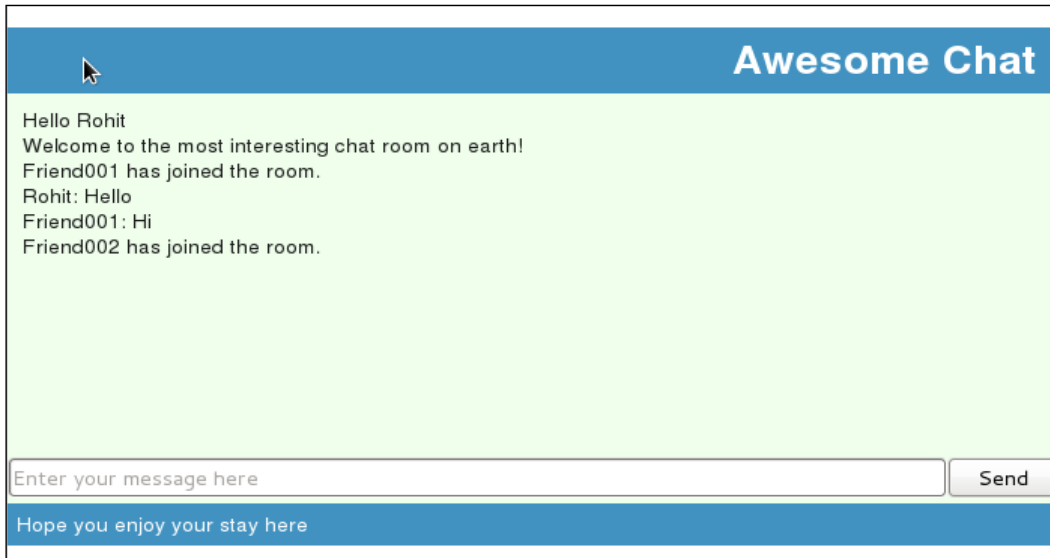 Awesome Chat
Hello Rohit
Welcome to the most interesting chat room on earth!
Friend001 has joined the room.
Rohit: Hello
Friend001: Hi
Friend002 has joined the room.
Enter your message here
Send
Hope you enjoy your stay here